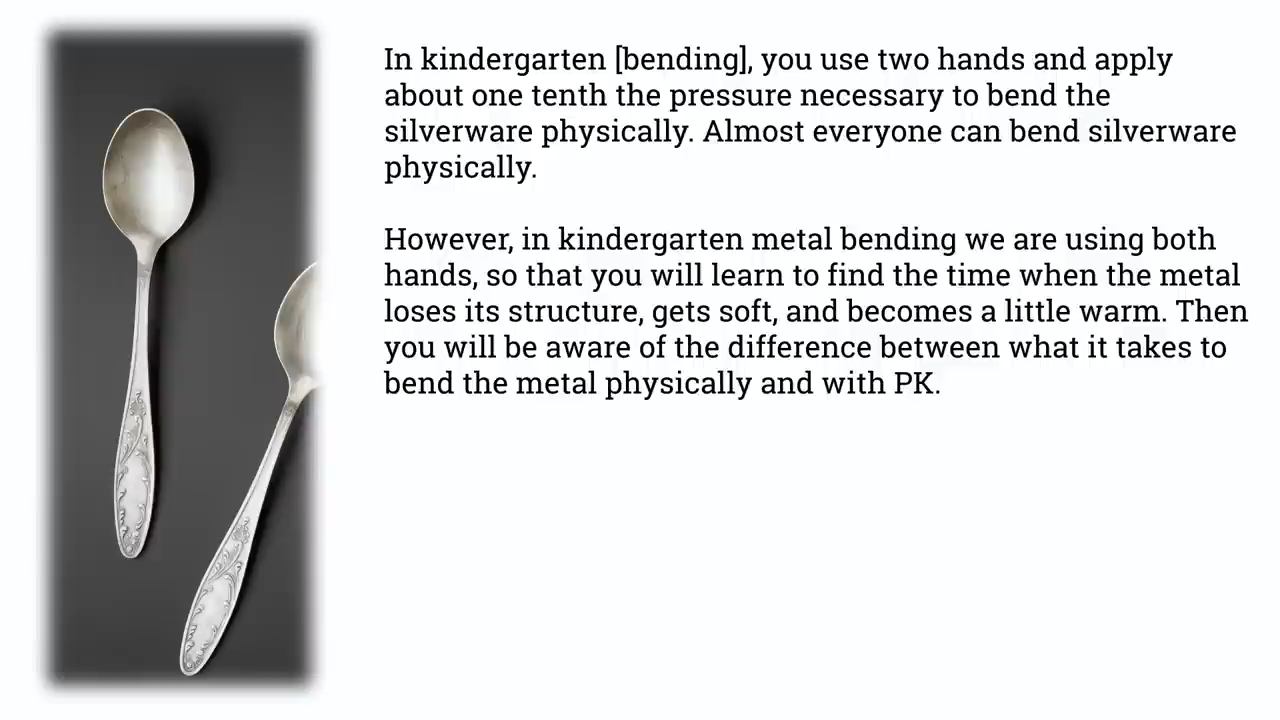 In kindergarten [bending], you use two hands and apply
about one tenth the pressure necessary to bend the
silverware physically. Almost everyone can bend silverware
physically.
However, in kindergarten metal bending we are using both
hands, so that you will learn to find the time when the metal
loses its structure, gets soft, and becomes a little warm. Then
you will be aware of the difference between what it takes to
bend the metal physically and with PK.